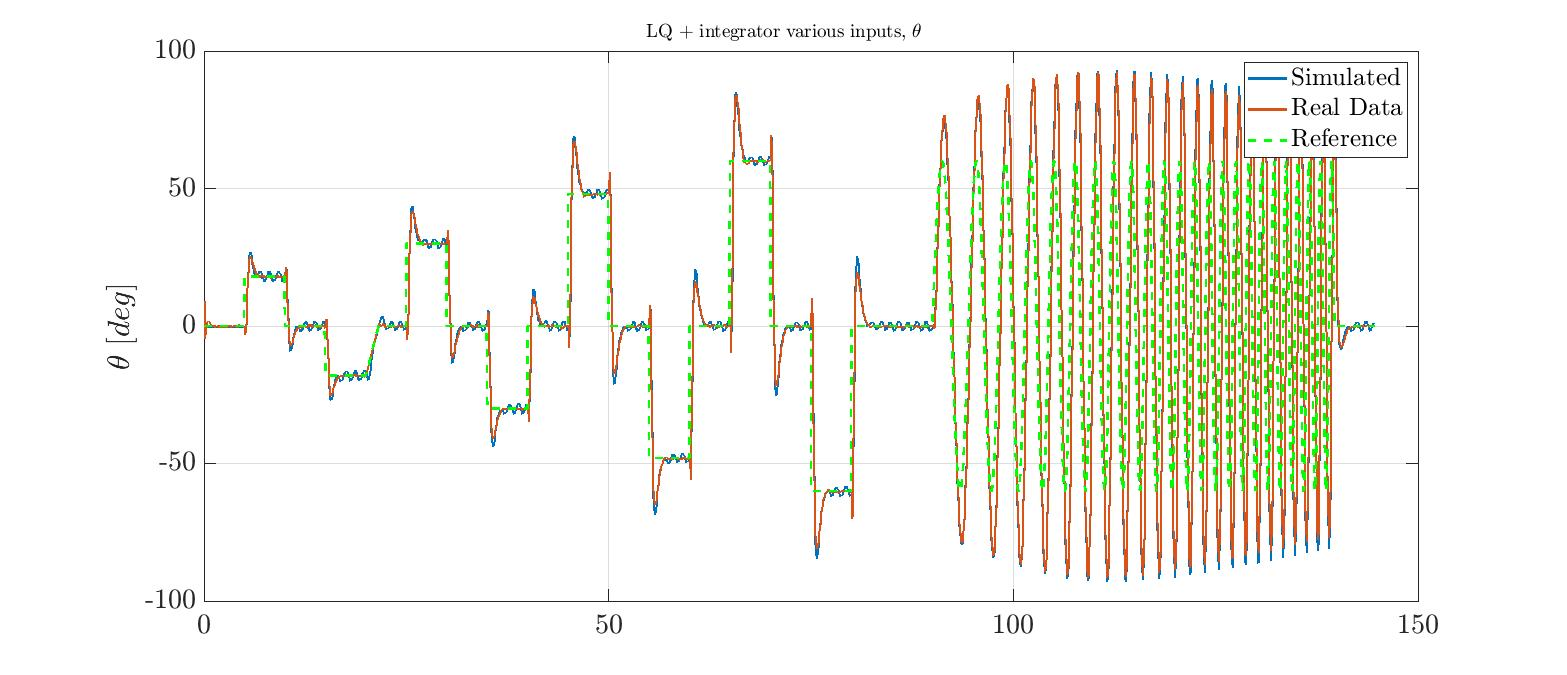 LQ + integrator various inputs, θ
100
50
0
-50
-100
θ [deg]
Simulated
Real Data
Reference
0
50
100
150